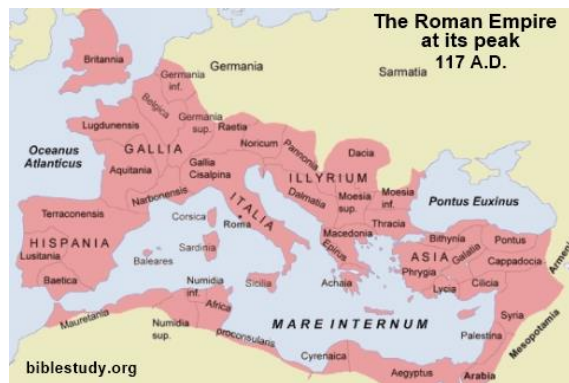 The Roman Empire
at its peak
117 A.D.
Britannia
Germania
inf.
Germania
Sarmatia
Belgica
Lugdunensis
Germania
sup.
Raetia
Oceanus
Atlanticus
GALLIA
Noricum
Pannonia
Dacia
Aquitania
Gallia
Cisalpina
ILLYRIUM
Narbonensis
Dalmatia
Moesia
sup.
Moesia
inf.
Pontus Euxinus
Terraconensis
Corsica
ITALIA
Roma
Macedonia
Thracia
Bithynia
Pontus
HISPANIA
Sardinia
Epirus
ASIA
Galatia
Cappadocia
Armeni
Lusitania
Baleares
Phrygia
Baetica
Numidia
inf.
Sicilia
Achaia
Lycia
Cilicia
Mauretania
Africa
Syria
Mesopotamia
Numidia
sup.
proconsularis
MARE INTERNUM
Palestina
Cyrenaica
biblestudy.org
Aegyptus
Arabia